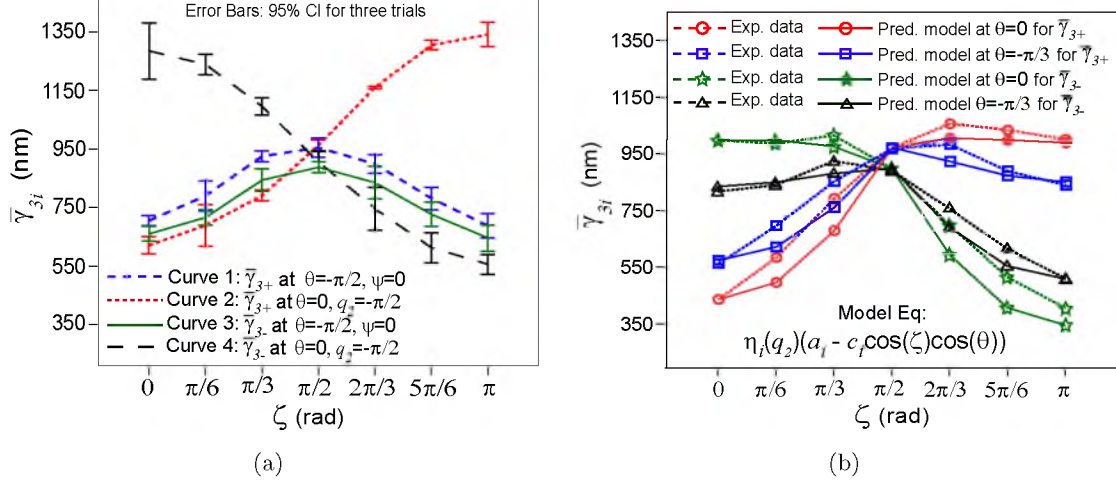 Error Bars: 95% CI for three trials
1350
1150
950
750
550
350
γ̅3i (nm)
Curve 1: γ̅3+ at θ=-π/2, ψ=0
Curve 2: γ̅3+ at θ=0, q2=-π/2
Curve 3: γ̅3- at θ=-π/2, ψ=0
Curve 4: γ̅3- at θ=0, q2=-π/2
0 π/6 π/3 π/2 2π/3 5π/6 π
ζ (rad)
(a)
Exp. data Pred. model at θ=0 for γ̅3+
Exp. data Pred. model at θ=-π/3 for γ̅3+
Exp. data Pred. model at θ=0 for γ̅3-
Exp. data Pred. model θ=-π/3 for γ̅3-
1350
1150
950
750
550
350
γ̅3i (nm)
Model Eq:
ηi(q2)(ai - ci cos(ζ)cos(θ))
0 π/6 π/3 π/2 2π/3 5π/6 π
ζ (rad)
(b)